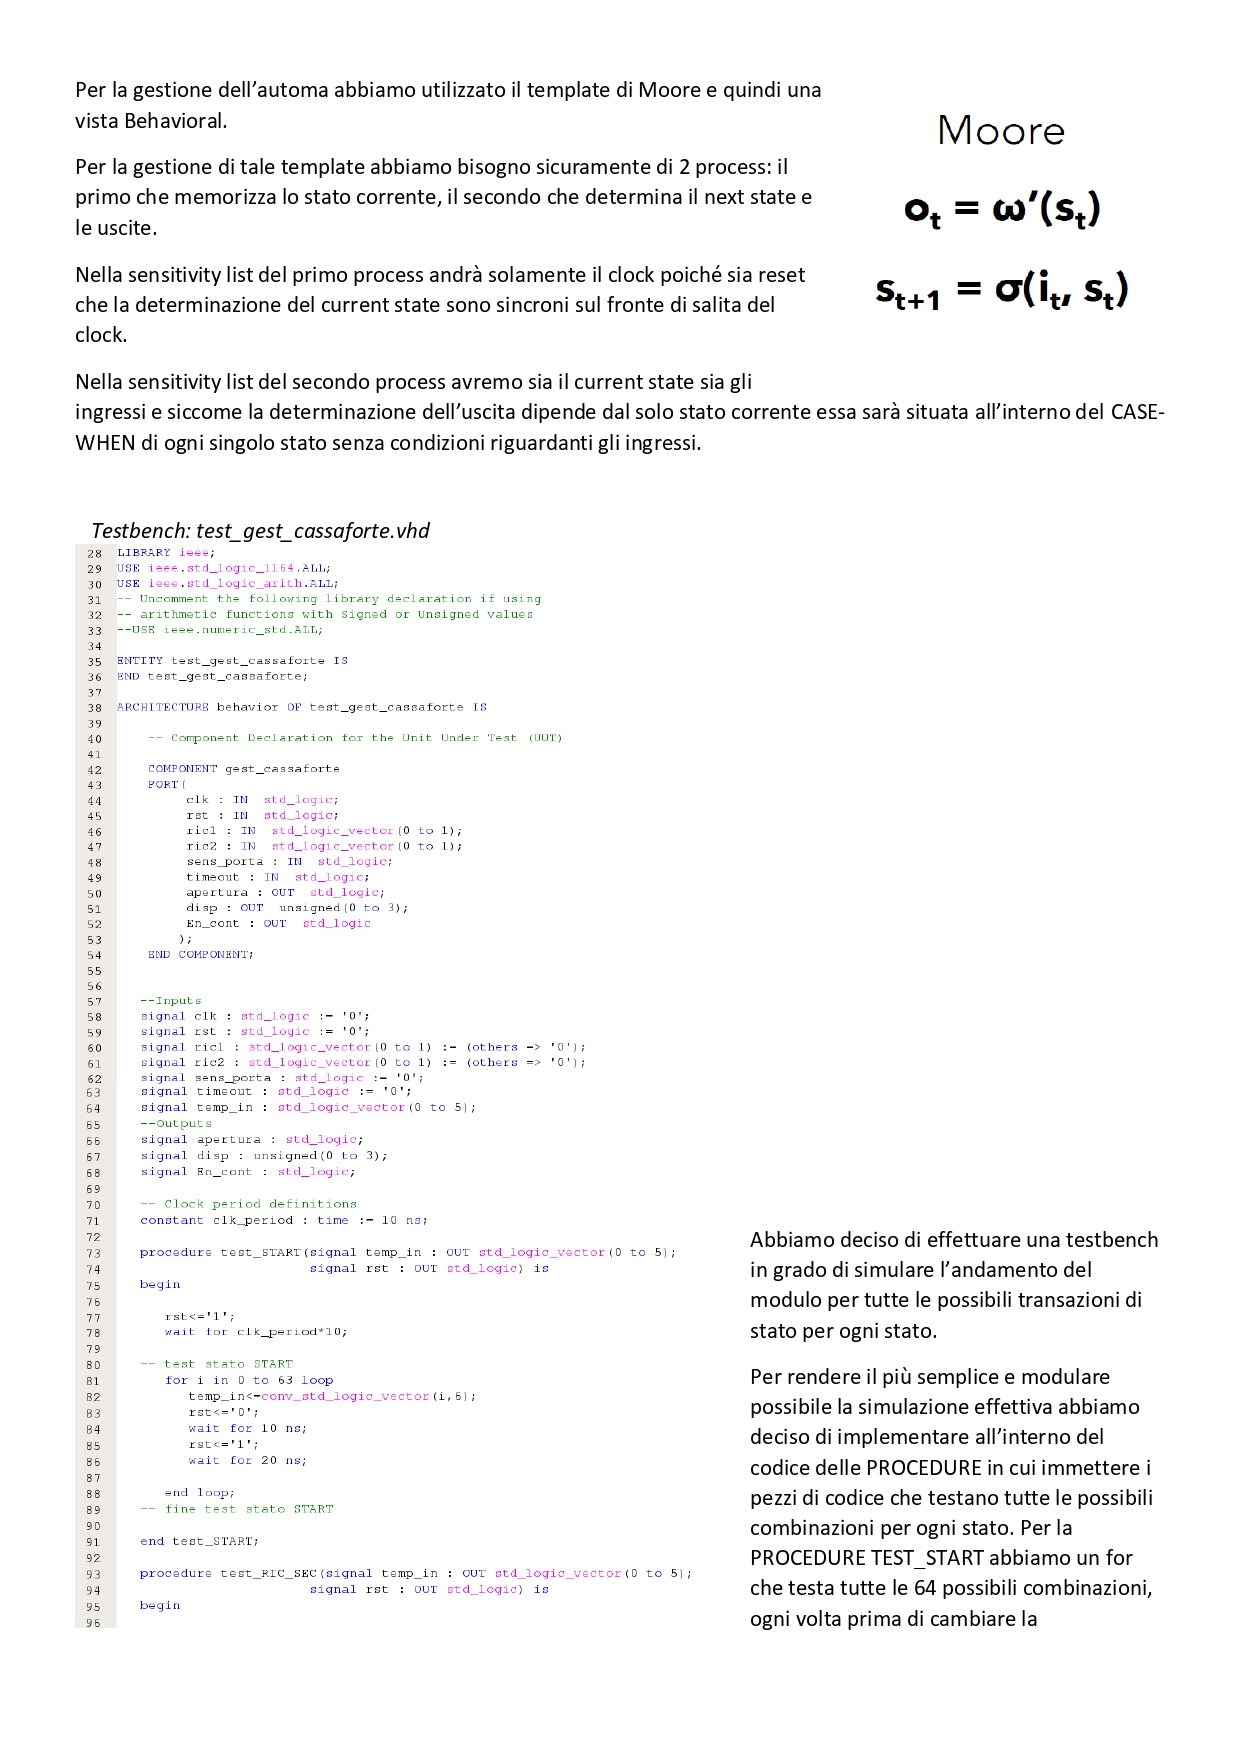 Per la gestione dell’automa abbiamo utilizzato il template di Moore e quindi una
vista Behavioral.
Per la gestione di tale template abbiamo bisogno sicuramente di 2 process: il
primo che memorizza lo stato corrente, il secondo che determina il next state e
le uscite.
Nella sensitivity list del primo process andrà solamente il clock poiché sia reset
che la determinazione del current state sono sincroni sul fronte di salita del
clock.
Moore
oₜ = ω’(sₜ)
sₜ₊₁ = σ(iₜ, sₜ)
Nella sensitivity list del secondo process avremo sia il current state sia gli
ingressi e siccome la determinazione dell’uscita dipende dal solo stato corrente essa sarà situata all’interno del CASE-
WHEN di ogni singolo stato senza condizioni riguardanti gli ingressi.
Testbench: test_gest_cassaforte.vhd
28 LIBRARY ieee;
29 USE ieee.std_logic_1164.ALL;
30 USE ieee.std_logic_arith.ALL;
31 -- Uncomment the following library declaration if using
32 -- arithmetic functions with Signed or Unsigned values
33 --USE ieee.numeric_std.ALL;
34
35 ENTITY test_gest_cassaforte IS
36 END test_gest_cassaforte;
37
38 ARCHITECTURE behavior OF test_gest_cassaforte IS
39
40 -- Component Declaration for the Unit Under Test (UUT)
41
42 COMPONENT gest_cassaforte
43 PORT(
44 clk : IN std_logic;
45 rst : IN std_logic;
46 ric1 : IN std_logic_vector(0 to 1);
47 ric2 : IN std_logic_vector(0 to 1);
48 sens_porta : IN std_logic;
49 timeout : IN std_logic;
50 apertura : OUT std_logic;
51 disp : OUT unsigned(0 to 3);
52 En_cont : OUT std_logic
53 );
54 END COMPONENT;
55
56
57 --Inputs
58 signal clk : std_logic := '0';
59 signal rst : std_logic := '0';
60 signal ric1 : std_logic_vector(0 to 1) := (others => '0');
61 signal ric2 : std_logic_vector(0 to 1) := (others => '0');
62 signal sens_porta : std_logic := '0';
63 signal timeout : std_logic := '0';
64 signal temp_in : std_logic_vector(0 to 5);
65 --Outputs
66 signal apertura : std_logic;
67 signal disp : unsigned(0 to 3);
68 signal En_cont : std_logic;
69
70 -- Clock period definitions
71 constant clk_period : time := 10 ns;
72
73 procedure test_START(signal temp_in : OUT std_logic_vector(0 to 5);
74 signal rst : OUT std_logic) is
75 begin
76
77 rst<='1';
78 wait for clk_period*10;
79
80 -- test stato START
81 for i in 0 to 63 loop
82 temp_in<=conv_std_logic_vector(i,6);
83 rst<='0';
84 wait for 10 ns;
85 rst<='1';
86 wait for 20 ns;
87
88 end loop;
89 -- fine test stato START
90
91 end test_START;
92
93 procedure test_RIC_SEC(signal temp_in : OUT std_logic_vector(0 to 5);
94 signal rst : OUT std_logic) is
95 begin
96
Abbiamo deciso di effettuare una testbench
in grado di simulare l’andamento del
modulo per tutte le possibili transazioni di
stato per ogni stato.
Per rendere il più semplice e modulare
possibile la simulazione effettiva abbiamo
deciso di implementare all’interno del
codice delle PROCEDURE in cui immettere i
pezzi di codice che testano tutte le possibili
combinazioni per ogni stato. Per la
PROCEDURE TEST_START abbiamo un for
che testa tutte le 64 possibili combinazioni,
ogni volta prima di cambiare la